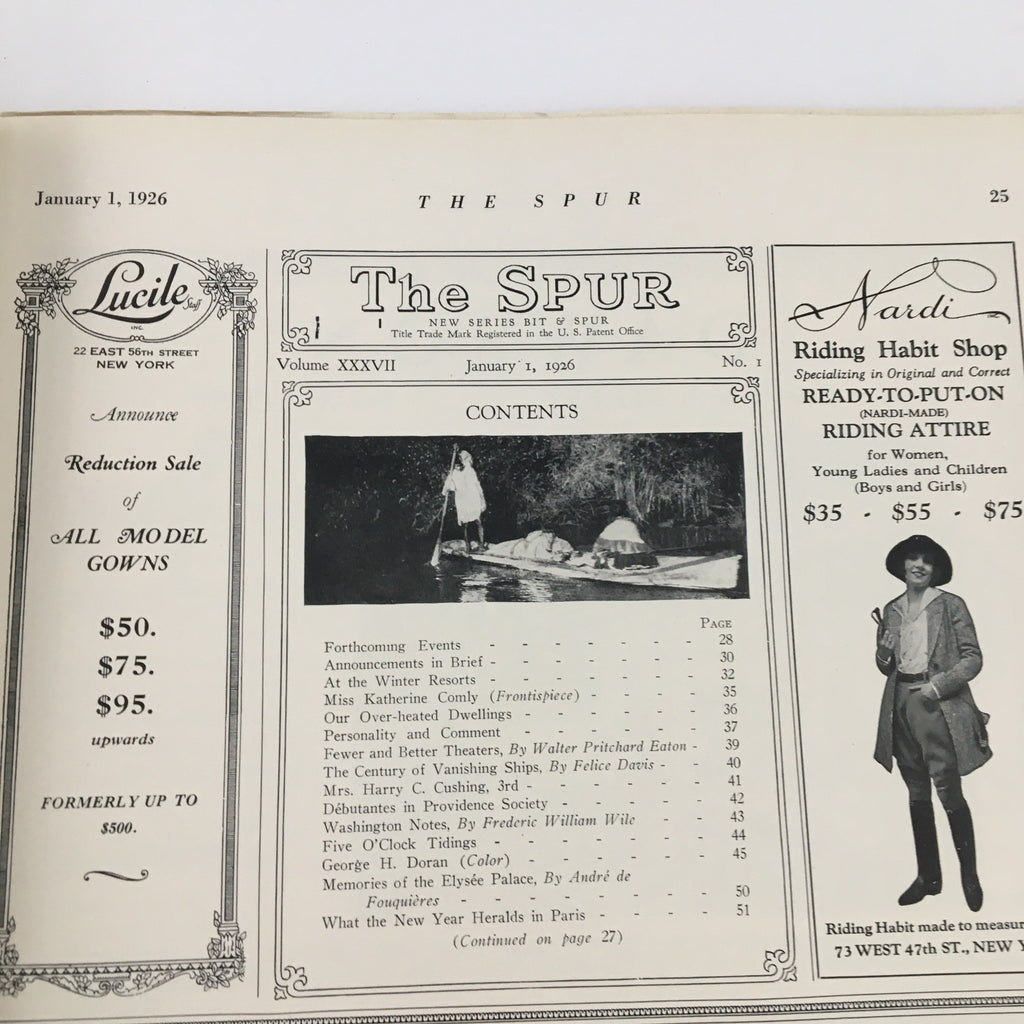 January 1, 1926
THE SPUR
25
Lucile
INC.
22 EAST 56TH STREET
NEW YORK
Announce
Reduction Sale
of
ALL MODEL
GOWNS
$50.
$75.
$95.
upwards
FORMERLY UP TO
$500.
The SPUR
NEW SERIES BIT & SPUR
Title Trade Mark Registered in the U. S. Patent Office
Volume XXXVII January 1, 1926 No. 1
CONTENTS
PAGE
Forthcoming Events - - - - - - - 28
Announcements in Brief - - - - - - - 30
At the Winter Resorts - - - - - - - 32
Miss Katherine Comly (Frontispiece) - - - - 35
Our Over-heated Dwellings - - - - - - 36
Personality and Comment - - - - - - 37
Fewer and Better Theaters, By Walter Pritchard Eaton - 39
The Century of Vanishing Ships, By Felice Davis - - 40
Mrs. Harry C. Cushing, 3rd - - - - - - 41
Débutantes in Providence Society - - - - - 42
Washington Notes, By Frederic William Wile - - 43
Five O'Clock Tidings - - - - - - - 44
George H. Doran (Color) - - - - - - 45
Memories of the Elysée Palace, By André de
Fouquières - - - - - - - - 50
What the New Year Heralds in Paris - - - - 51
(Continued on page 27)
Nardi
Riding Habit Shop
Specializing in Original and Correct
READY-TO-PUT-ON
(NARDI-MADE)
RIDING ATTIRE
for Women,
Young Ladies and Children
(Boys and Girls)
$35 - $55 - $75
Riding Habit made to measur
73 WEST 47th ST., NEW Y